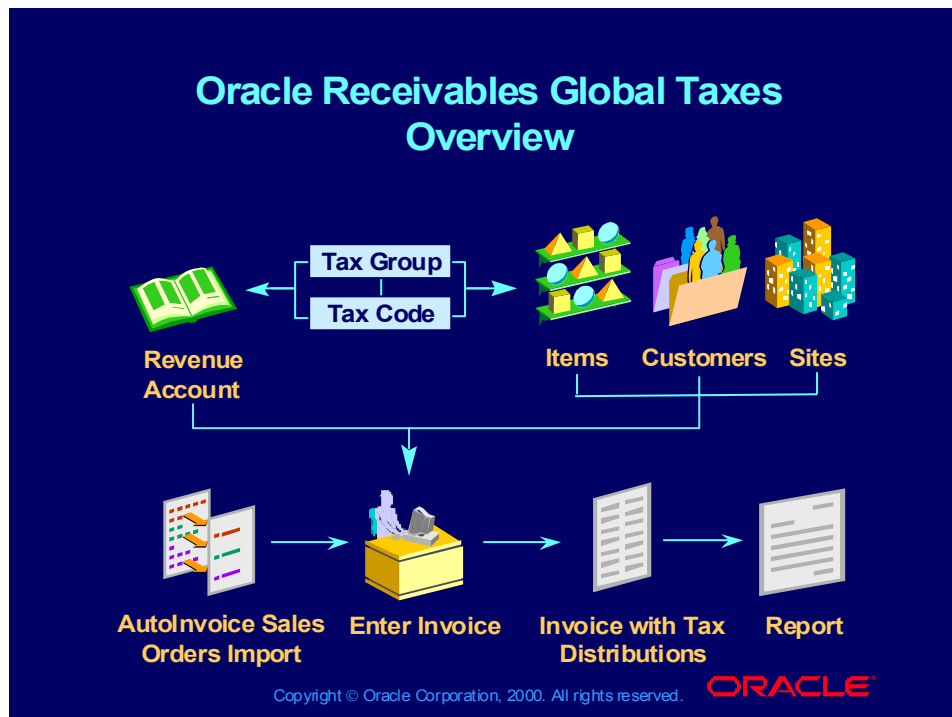 Oracle Receivables Global Taxes
Overview
Tax Group
Tax Code
Revenue
Account
Items
Customers
Sites
AutoInvoice Sales
Orders Import
Enter Invoice
Invoice with Tax
Distributions
Report
Copyright © Oracle Corporation, 2000. All rights reserved.
ORACLE®